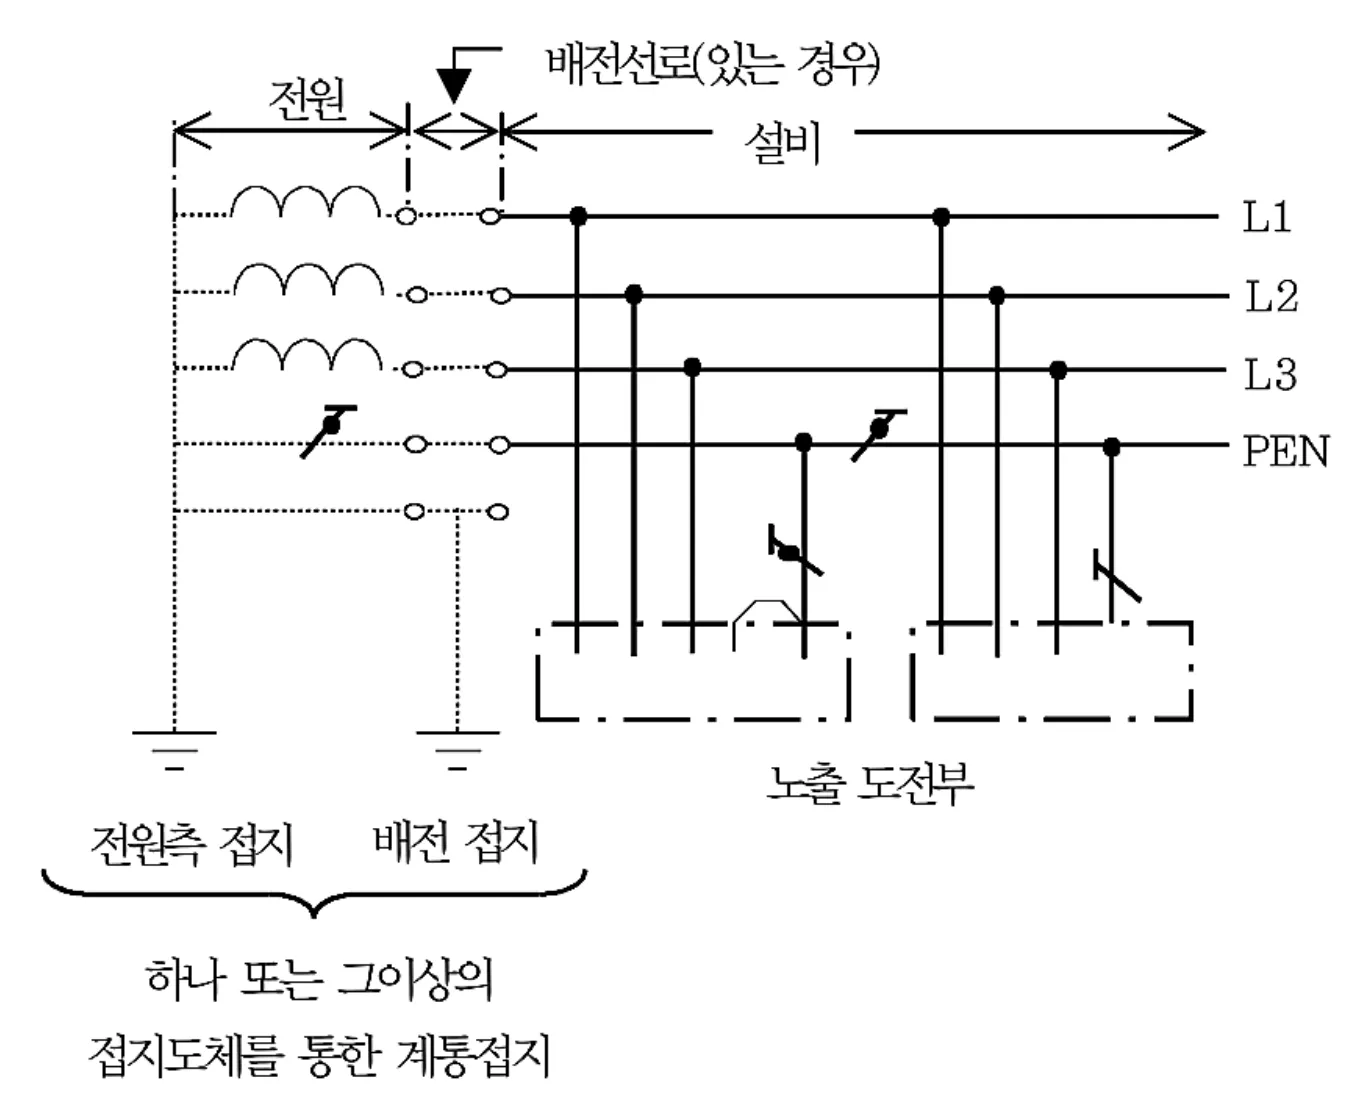 배전선로(있는 경우)
전원
설비
L1
L2
L3
PEN
노출 도전부
전원측 접지
배전 접지
하나 또는 그이상의
접지도체를 통한 계통접지